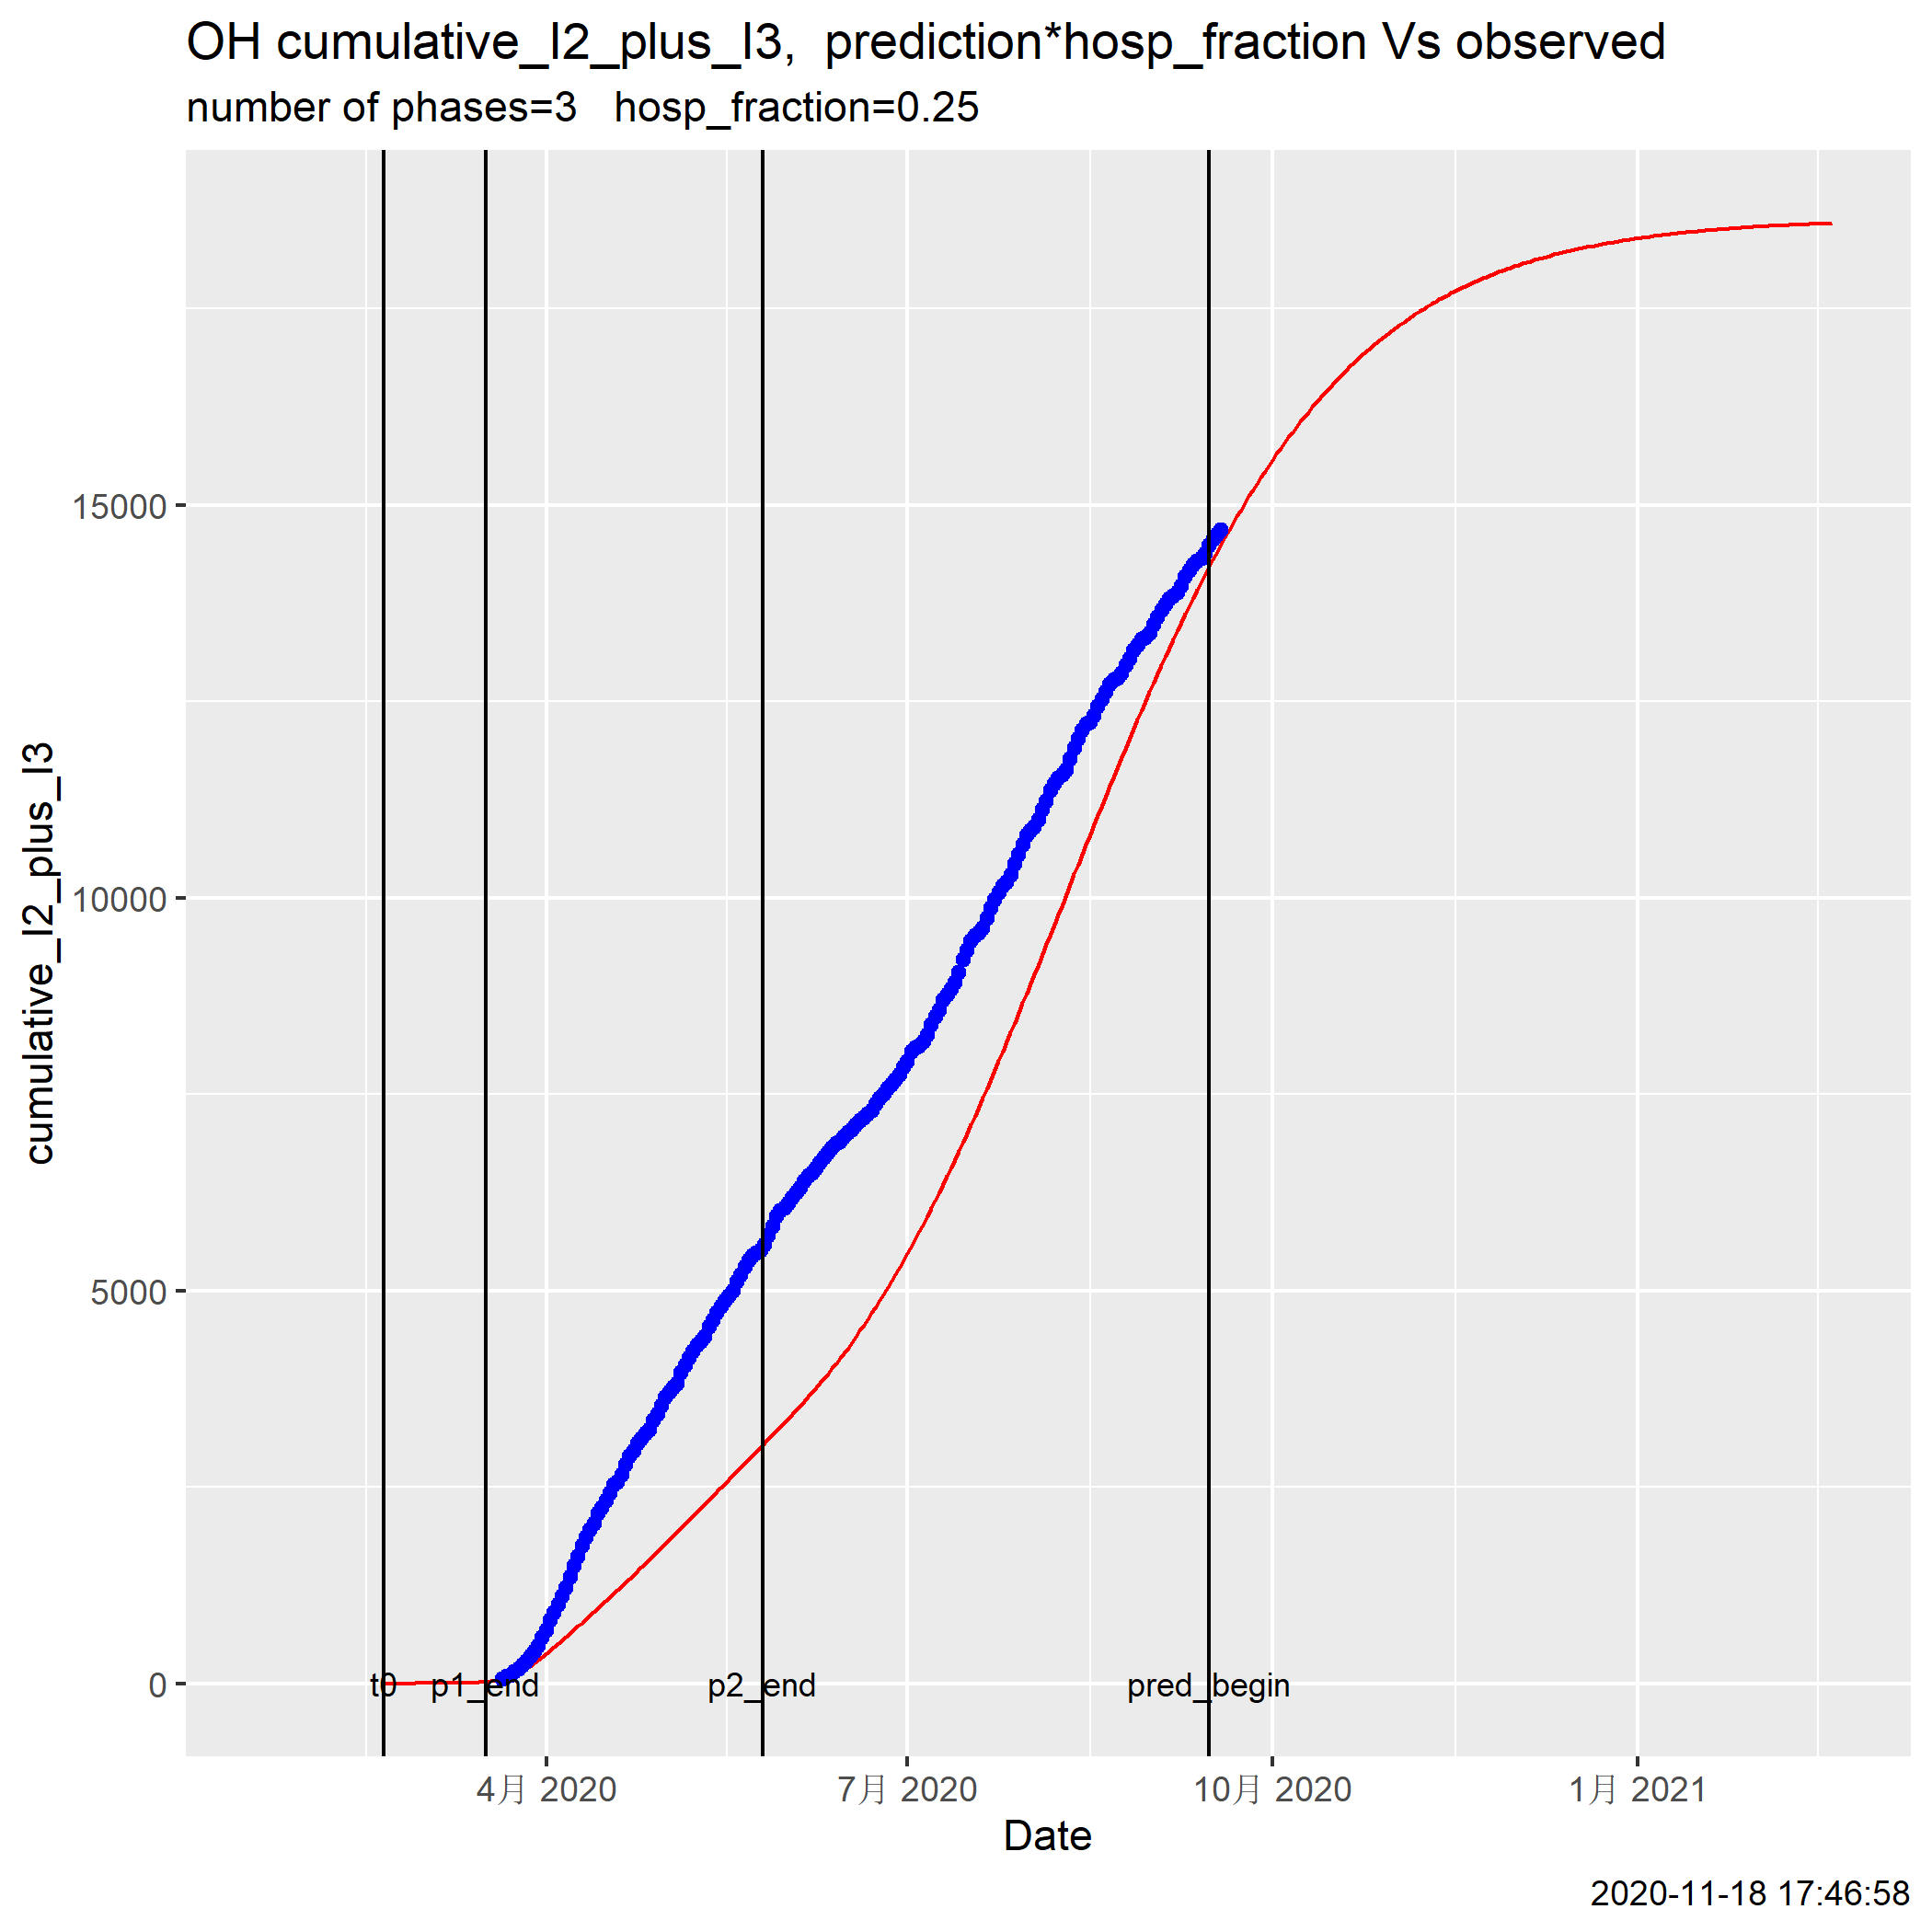 OH cumulative_I2_plus_I3,  prediction*hosp_fraction Vs observed
number of phases=3   hosp_fraction=0.25
cumulative_I2_plus_I3
15000
10000
5000
0
t0
p1_end
p2_end
pred_begin
4月 2020
7月 2020
10月 2020
1月 2021
Date
2020-11-18 17:46:58